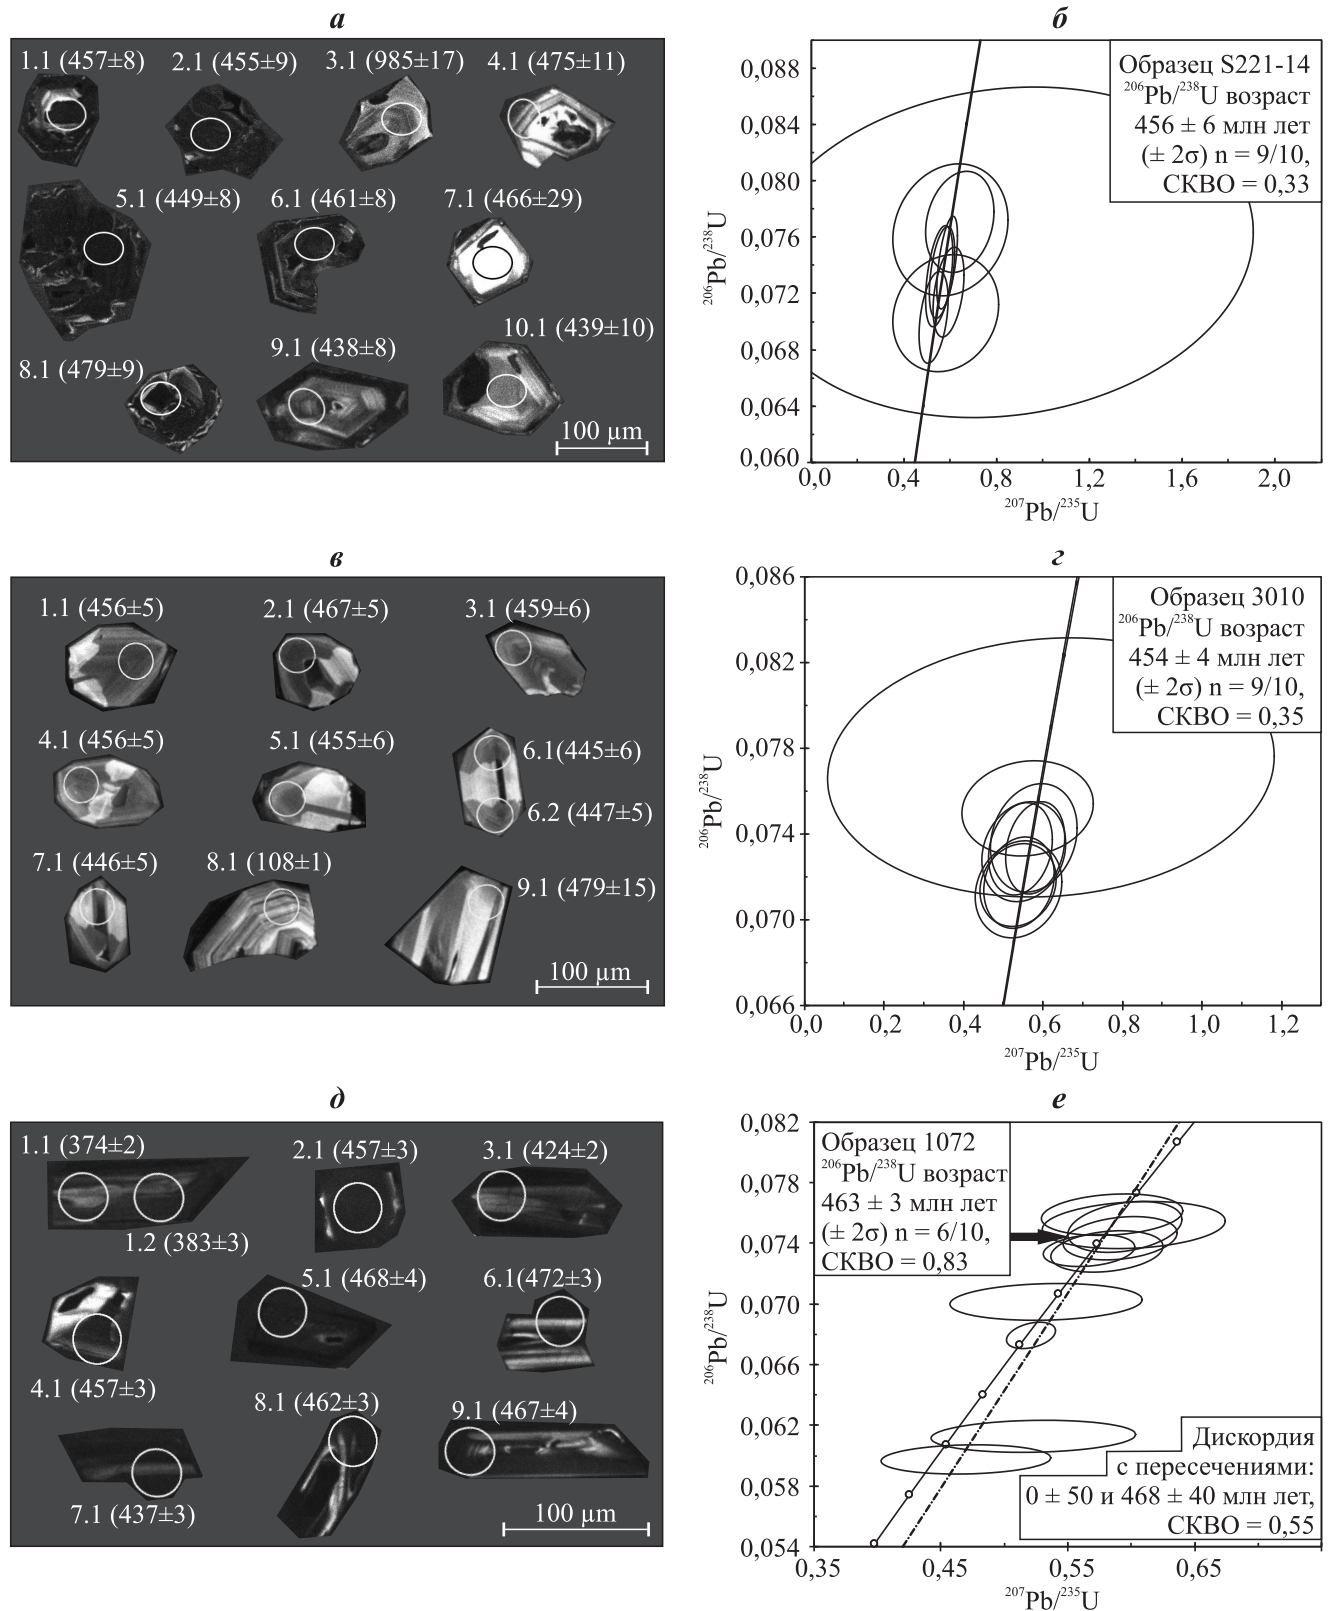 а
1.1 (457±8)
2.1 (455±9)
3.1 (985±17)
4.1 (475±11)
5.1 (449±8)
6.1 (461±8)
7.1 (466±29)
8.1 (479±9)
9.1 (438±8)
10.1 (439±10)
100 µm
б
Образец S221-14
²⁰⁶Pb/²³⁸U возраст
456 ± 6 млн лет
(± 2σ) n = 9/10,
СКВО = 0,33
0,088
0,084
0,080
0,076
0,072
0,068
0,064
0,060
²⁰⁶Pb/²³⁸U
0,0
0,4
0,8
1,2
1,6
2,0
²⁰⁷Pb/²³⁵U
в
1.1 (456±5)
2.1 (467±5)
3.1 (459±6)
4.1 (456±5)
5.1 (455±6)
6.1(445±6)
6.2 (447±5)
7.1 (446±5)
8.1 (108±1)
9.1 (479±15)
100 µm
г
Образец 3010
²⁰⁶Pb/²³⁸U возраст
454 ± 4 млн лет
(± 2σ) n = 9/10,
СКВО = 0,35
0,086
0,082
0,078
0,074
0,070
0,066
²⁰⁶Pb/²³⁸U
0,0
0,2
0,4
0,6
0,8
1,0
1,2
²⁰⁷Pb/²³⁵U
д
1.1 (374±2)
2.1 (457±3)
3.1 (424±2)
1.2 (383±3)
5.1 (468±4)
6.1(472±3)
4.1 (457±3)
8.1 (462±3)
9.1 (467±4)
7.1 (437±3)
100 µm
е
Образец 1072
²⁰⁶Pb/²³⁸U возраст
463 ± 3 млн лет
(± 2σ) n = 6/10,
СКВО = 0,83
0,082
0,078
0,074
0,070
0,066
0,062
0,058
0,054
²⁰⁶Pb/²³⁸U
Дискордия
с пересечениями:
0 ± 50 и 468 ± 40 млн лет,
СКВО = 0,55
0,35
0,45
0,55
0,65
²⁰⁷Pb/²³⁵U